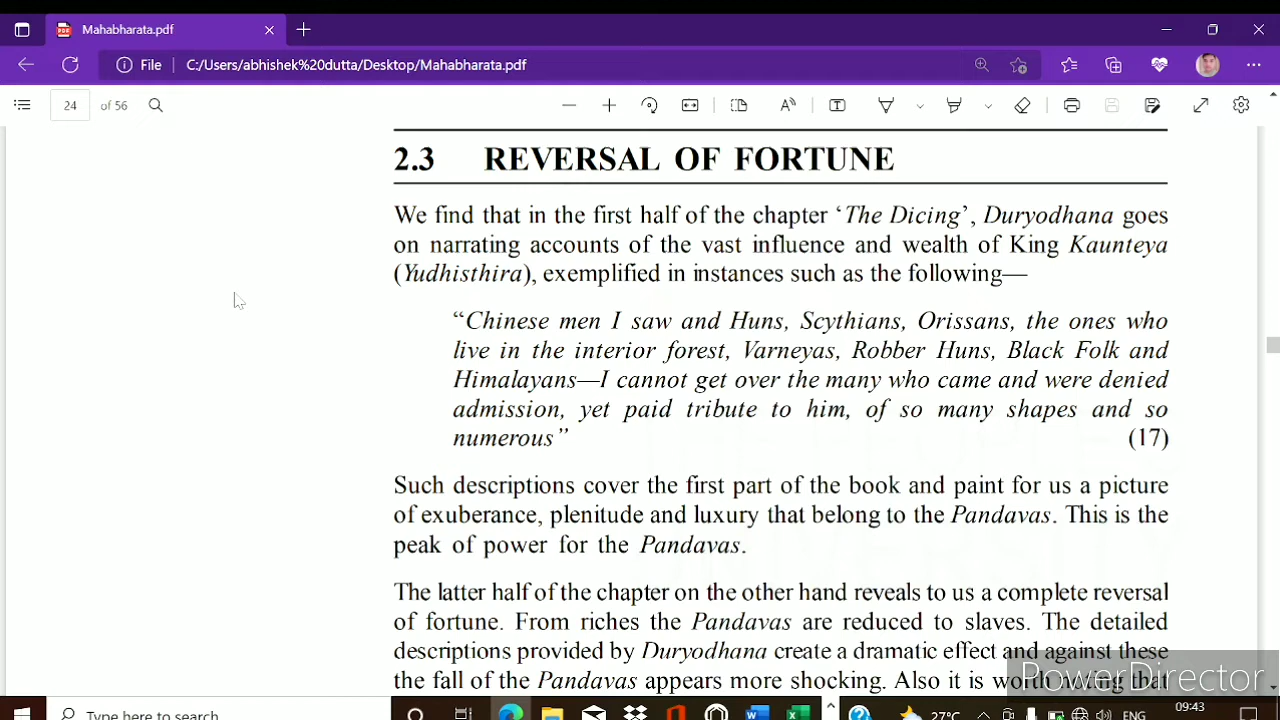 Mahabharata.pdf
File C:/Users/abhishek%20dutta/Desktop/Mahabharata.pdf
24 of 56
2.3 REVERSAL OF FORTUNE
We find that in the first half of the chapter ‘The Dicing’, Duryodhana goes
on narrating accounts of the vast influence and wealth of King Kaunteya
(Yudhisthira), exemplified in instances such as the following—
“Chinese men I saw and Huns, Scythians, Orissans, the ones who
live in the interior forest, Varneyas, Robber Huns, Black Folk and
Himalayans—I cannot get over the many who came and were denied
admission, yet paid tribute to him, of so many shapes and so
numerous” (17)
Such descriptions cover the first part of the book and paint for us a picture
of exuberance, plenitude and luxury that belong to the Pandavas. This is the
peak of power for the Pandavas.
The latter half of the chapter on the other hand reveals to us a complete reversal
of fortune. From riches the Pandavas are reduced to slaves. The detailed
descriptions provided by Duryodhana create a dramatic effect and against these
the fall of the Pandavas appears more shocking. Also it is worth noting that
PowerDirector
Type here to search
27°C
ENG
09:43